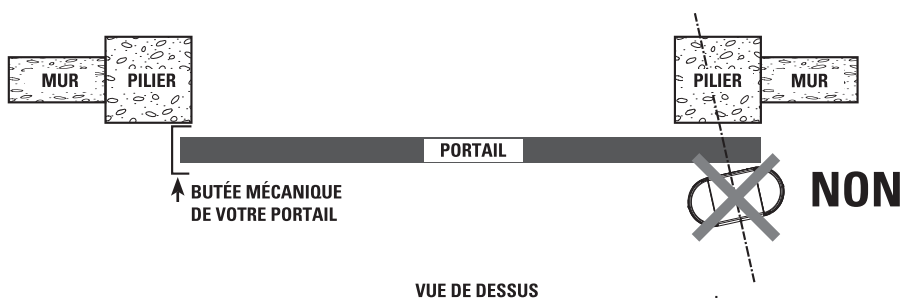 MUR PILIER PILIER MUR
PORTAIL
NON
BUTÉE MÉCANIQUE
DE VOTRE PORTAIL
VUE DE DESSUS